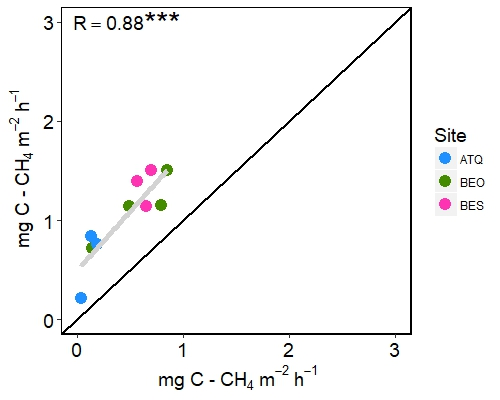 R = 0.88***
3
2
1
0
mg C - CH₄ m⁻² h⁻¹
0 1 2 3
mg C - CH₄ m⁻² h⁻¹
Site
ATQ
BEO
BES